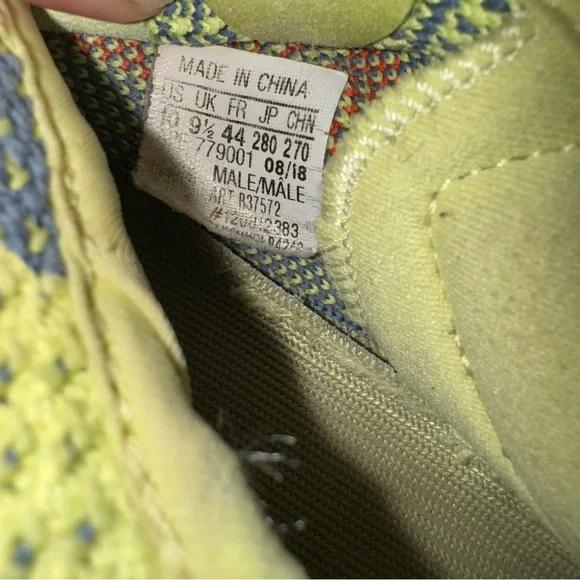 MADE IN CHINA
US UK FR JP CHN
10 9½ 44 280 270
779001 08/18
MALE/MÂLE
ART B37572